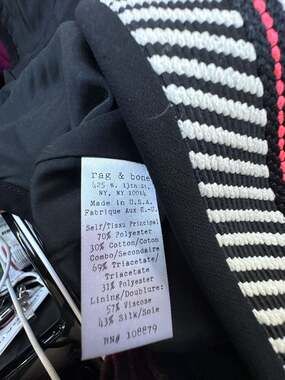 rag & bone
425 W. 13th St.
NY, NY 10014
Made in U.S.A.
Fabrique Aux E.-U.
Self/Tissu Principal
70% Polyester
30% Cotton/Coton
Combo/Secondaire
69% Triacetate/
Triacetate
31% Polyester
Lining/Doublure:
57% Viscose
43% Silk/Soie
RN# 108879